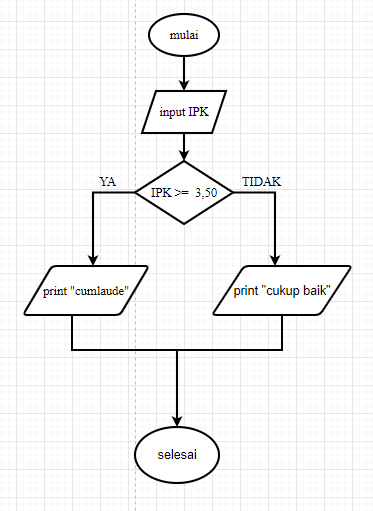 mulai
input IPK
YA
IPK >= 3,50
TIDAK
print "cumlaude"
print "cukup baik"
selesai